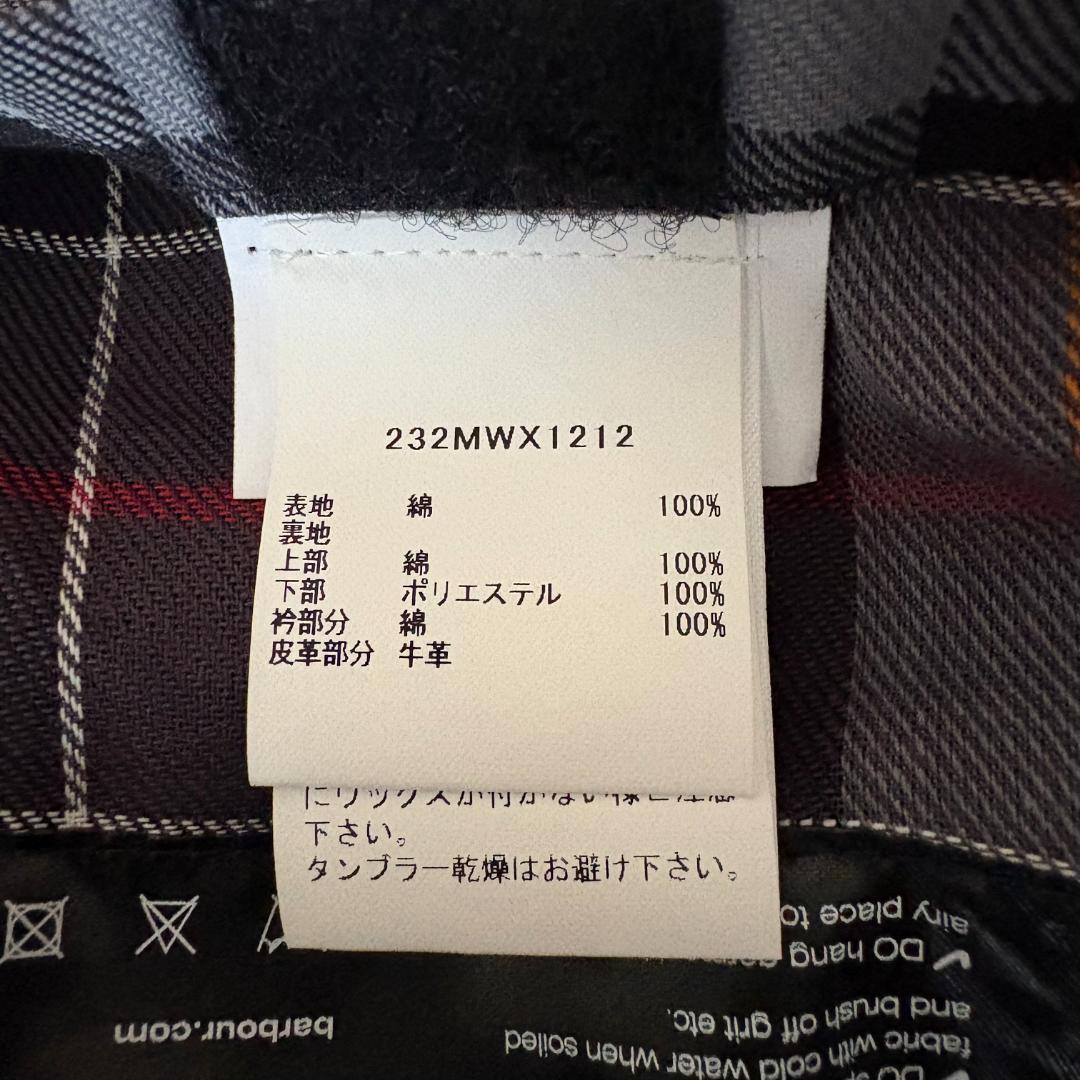 232MWX1212
表地 綿 100%
裏地
上部 綿 100%
下部 ポリエステル 100%
衿部分 綿 100%
皮革部分 牛革
下さい。
タンブラー乾燥はお避け下さい。
airy place to
✓ DO hang
and brush off grit etc.
fabric with cold water when soiled
✓ DO
barbour.com